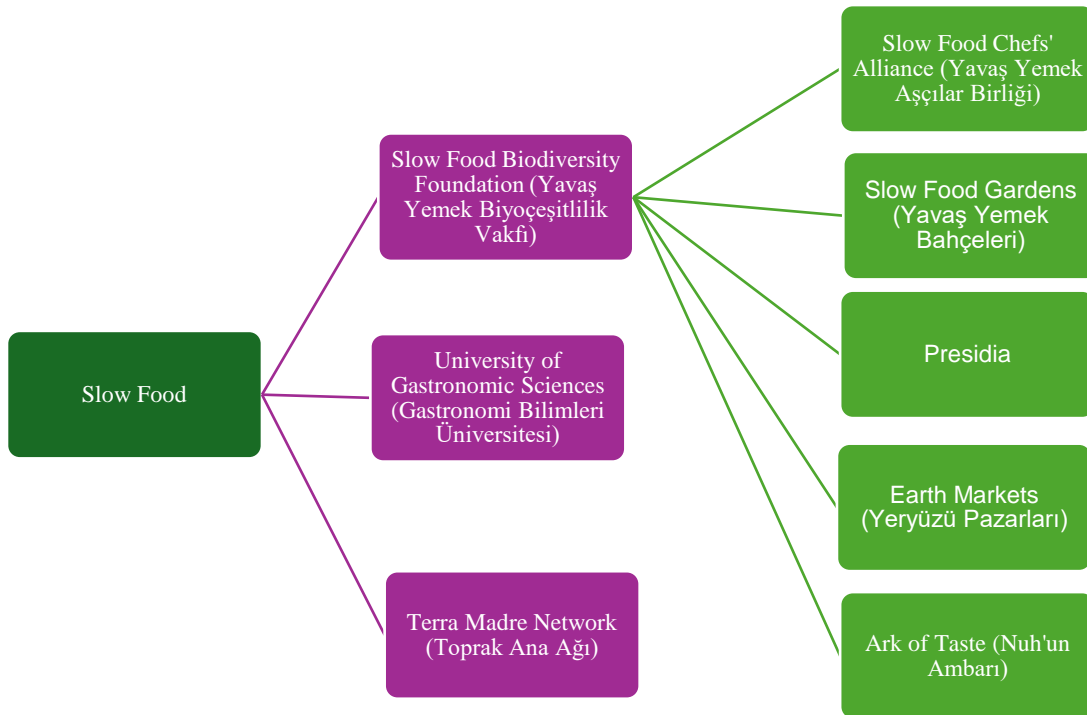 Slow Food
Slow Food Biodiversity
Foundation (Yavaş
Yemek Biyoçeşitlilik
Vakfı)
University of
Gastronomic Sciences
(Gastronomi Bilimleri
Üniversitesi)
Terra Madre Network
(Toprak Ana Ağı)
Slow Food Chefs'
Alliance (Yavaş Yemek
Aşçılar Birliği)
Slow Food Gardens
(Yavaş Yemek
Bahçeleri)
Presidia
Earth Markets
(Yeryüzü Pazarları)
Ark of Taste (Nuh'un
Ambarı)